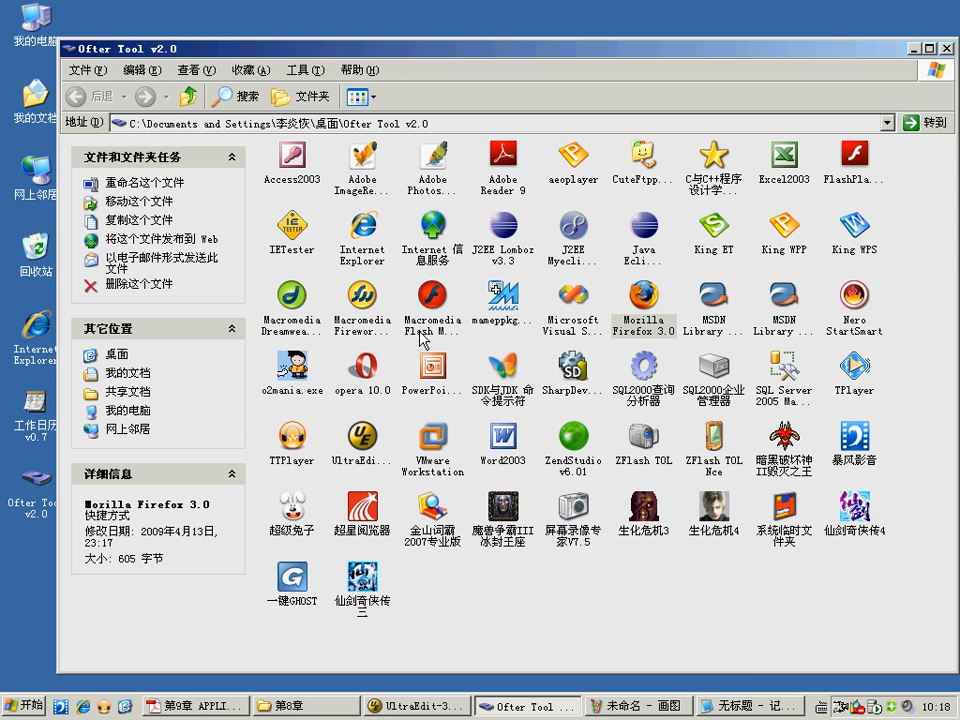 我的电脑
我的文档
网上邻居
回收站
Internet
Explorer
工作日历
v0.7
Ofter Too
v2.0
Ofter Tool v2.0
文件(F) 编辑(E) 查看(V) 收藏(A) 工具(T) 帮助(H)
后退 搜索 文件夹
地址(D) C:\Documents and Settings\李炎恢\桌面\Ofter Tool v2.0 转到
文件和文件夹任务
重命名这个文件
移动这个文件
复制这个文件
将这个文件发布到 Web
以电子邮件形式发送此
文件
删除这个文件
其它位置
桌面
我的文档
共享文档
我的电脑
网上邻居
详细信息
Mozilla Firefox 3.0
快捷方式
修改日期: 2009年4月13日,
23:17
大小: 605 字节
Access2003
Adobe
ImageRe...
Adobe
Photos...
Adobe
Reader 9
aeoplayer
CuteFtpp...
C与C++程序
设计学...
Excel2003
FlashPla...
IETester
Internet
Explorer
Internet 信
息服务
J2EE Lomboz
v3.3
J2EE
Myecli...
Java
Ecli...
King ET
King WPP
King WPS
Macromedia
Dreamwea...
Macromedia
Firewor...
Macromedia
Flash M...
mameppkg...
Microsoft
Visual S...
Mozilla
Firefox 3.0
MSDN
Library ...
MSDN
Library ...
Nero
StartSmart
o2mania.exe
opera 10.0
PowerPoi...
SDK与JDK 命
令提示符
SharpDev...
SQL2000查询
分析器
SQL2000企业
管理器
SQL Server
2005 Ma...
TPlayer
TTPlayer
UltraEdi...
VMware
Workstation
Word2003
ZendStudio
v6.01
ZFlash TOL
ZFlash TOL
Nce
暗黑破坏神
II毁灭之王
暴风影音
超级兔子
超星阅览器
金山词霸
2007专业版
魔兽争霸III
冰封王座
屏幕录像专
家V7.5
生化危机3
生化危机4
系统临时文
件夹
仙剑奇侠传4
一键GHOST
仙剑奇侠传
三
开始 第9章 APPLI... 第8章 UltraEdit-3... Ofter Tool ... 未命名 - 画图 无标题 - 记... 10:18